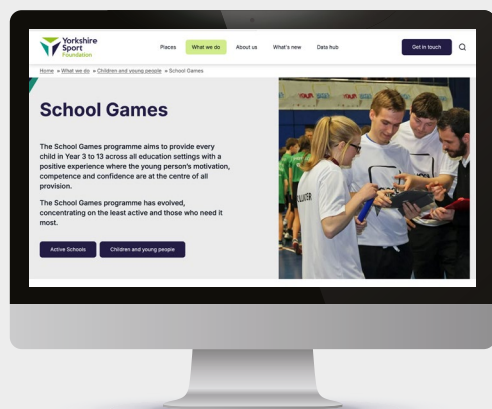 Yorkshire
Sport
Foundation
Places
What we do
About us
What's new
Data hub
Get in touch
Home » What we do » Children and young people » School Games
School Games
The School Games programme aims to provide every
child in Year 3 to 13 across all education settings with a
positive experience where the young person's motivation,
competence and confidence are at the centre of all
provision.
The School Games programme has evolved,
concentrating on the least active and those who need it
most.
Active Schools
Children and young people